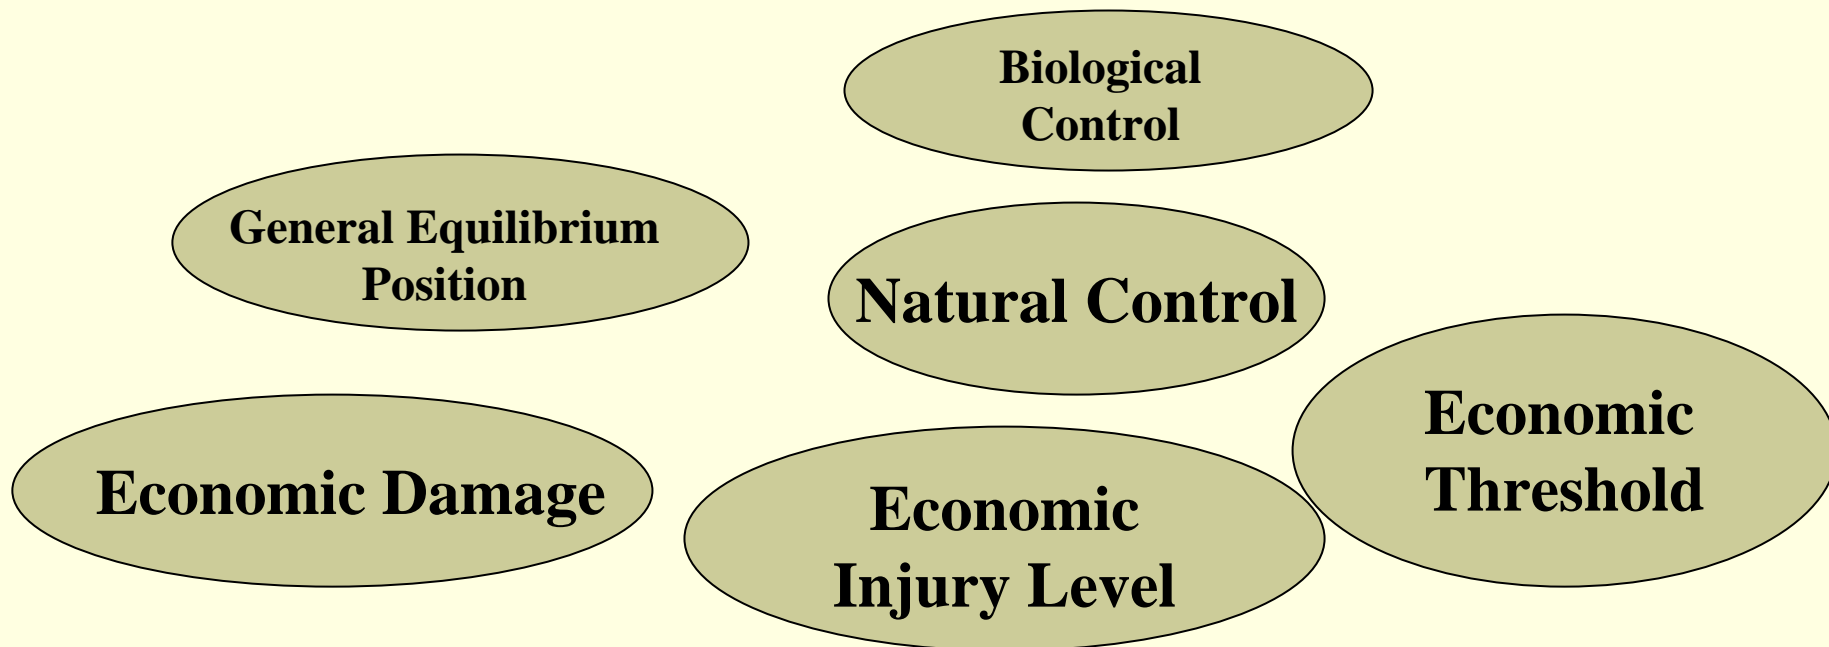 Biological
Control
General Equilibrium
Position
Natural Control
Economic
Threshold
Economic Damage
Economic
Injury Level